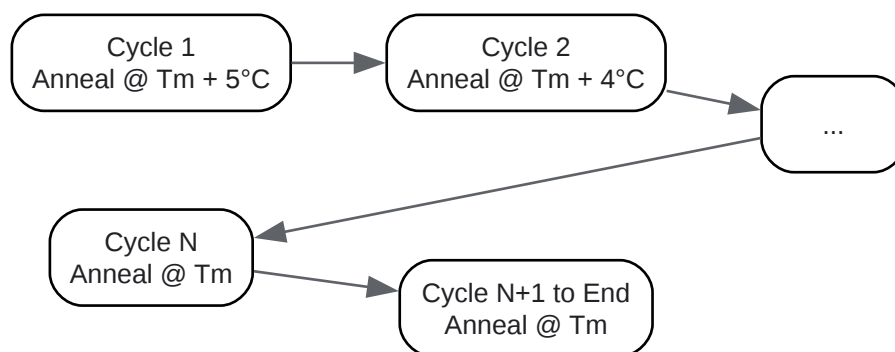 Cycle 1
Anneal @ Tm + 5°C
Cycle 2
Anneal @ Tm + 4°C
...
Cycle N
Anneal @ Tm
Cycle N+1 to End
Anneal @ Tm